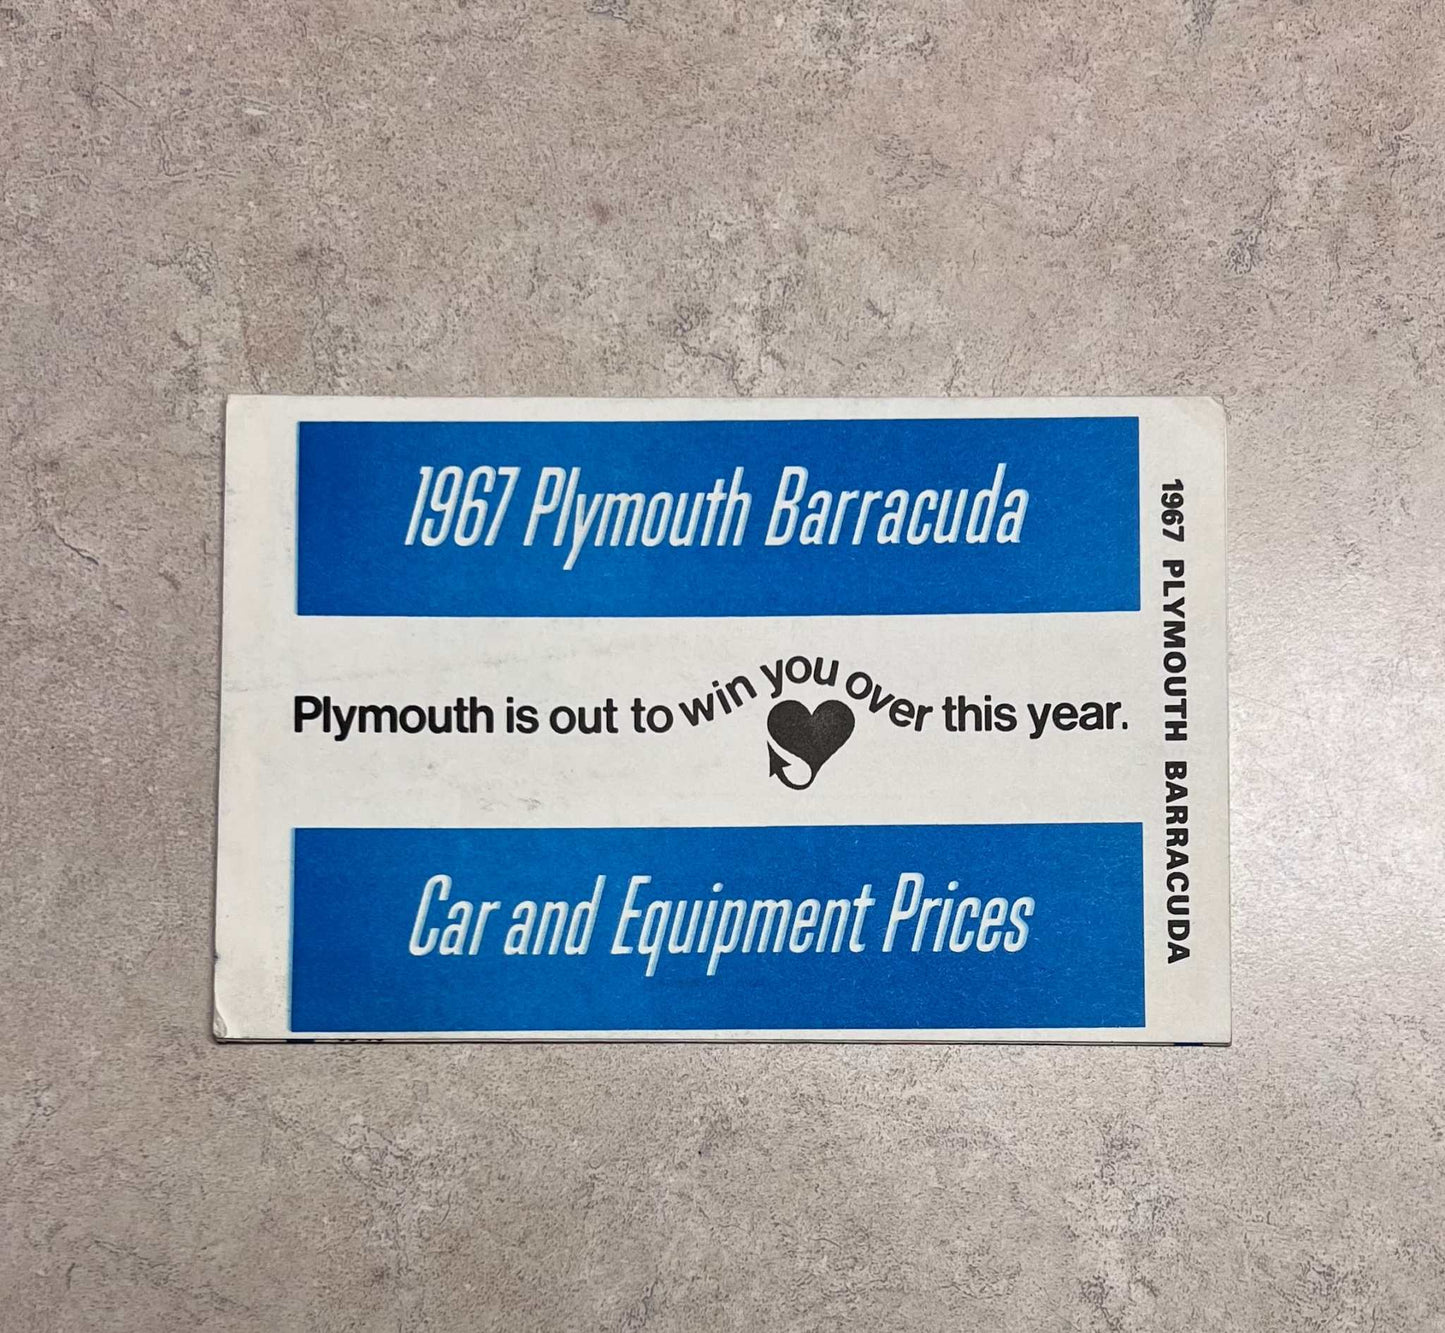 1967 Plymouth Barracuda
Plymouth is out to win you over this year.
Car and Equipment Prices
1967 PLYMOUTH BARRACUDA